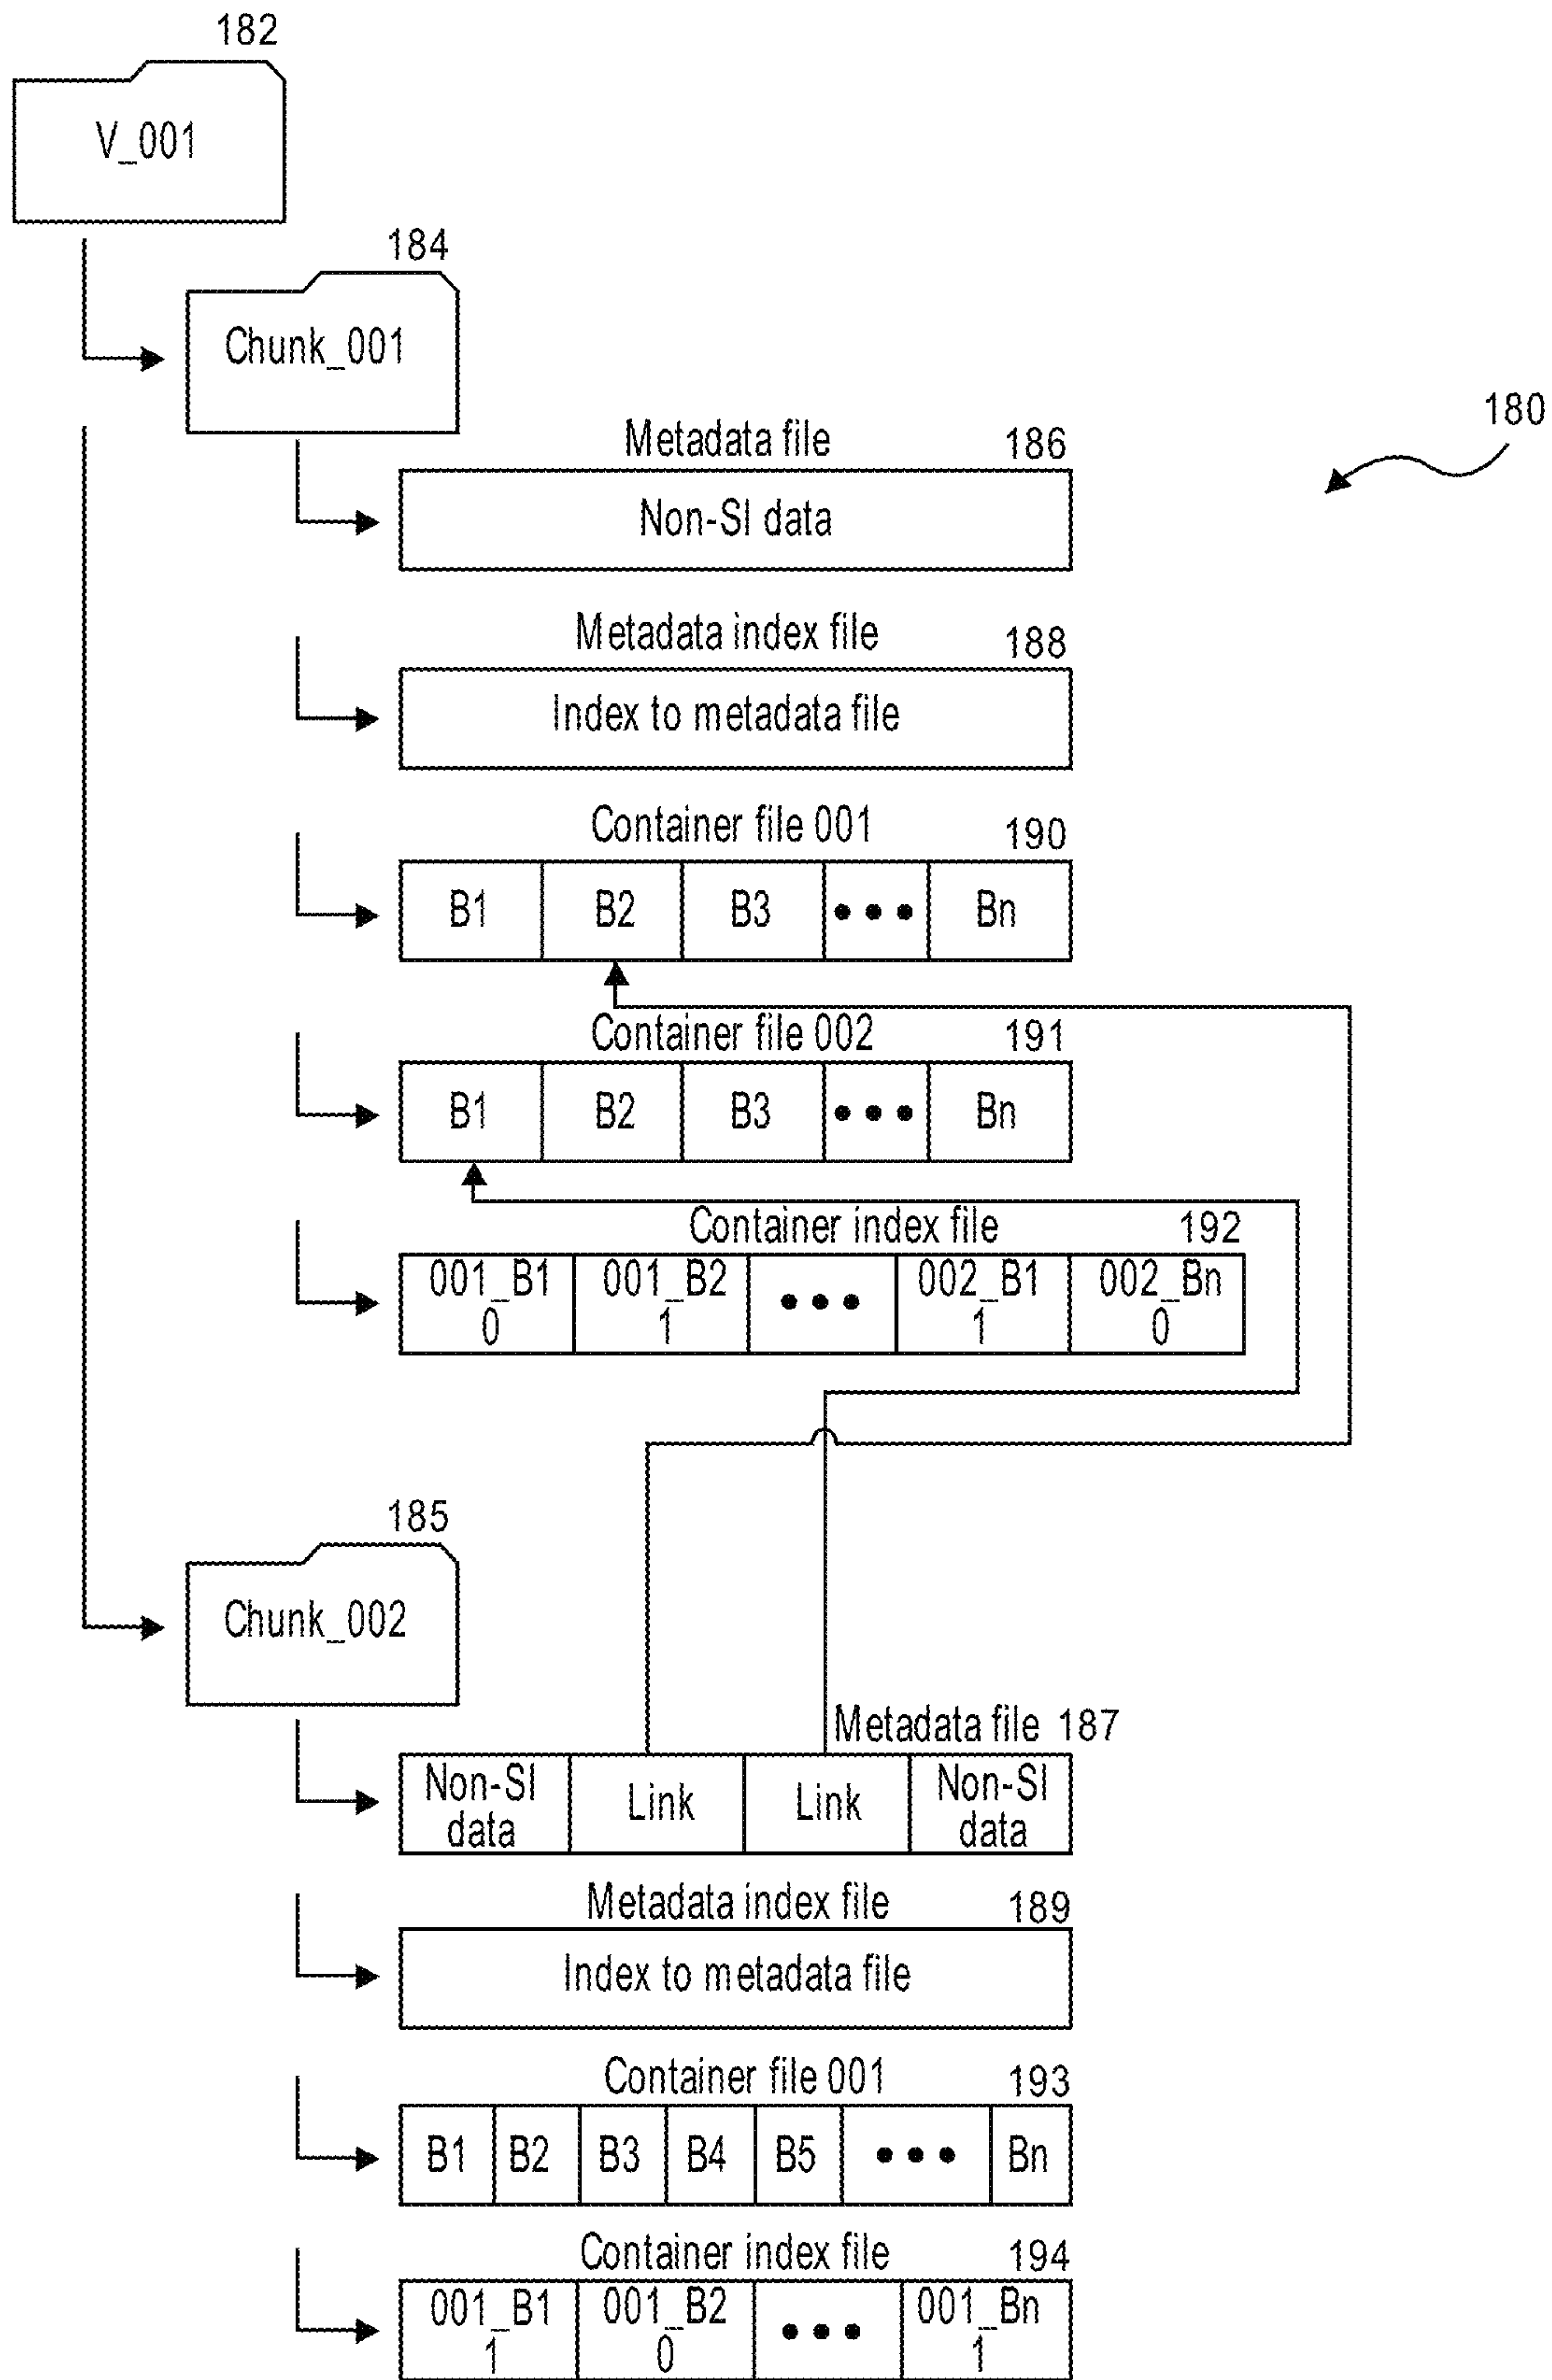 182
V_001
184
Chunk_001
180
Metadata file 186
Non-SI data
Metadata index file 188
Index to metadata file
Container file 001 190
B1 B2 B3 ••• Bn
Container file 002 191
B1 B2 B3 ••• Bn
Container index file 192
001_B1 001_B2 ••• 002_B1 002_Bn
0 1 1 0
185
Chunk_002
Metadata file 187
Non-SI Link Link Non-SI
data data
Metadata index file 189
Index to metadata file
Container file 001 193
B1 B2 B3 B4 B5 ••• Bn
Container index file 194
001_B1 001_B2 ••• 001_Bn
1 0 1